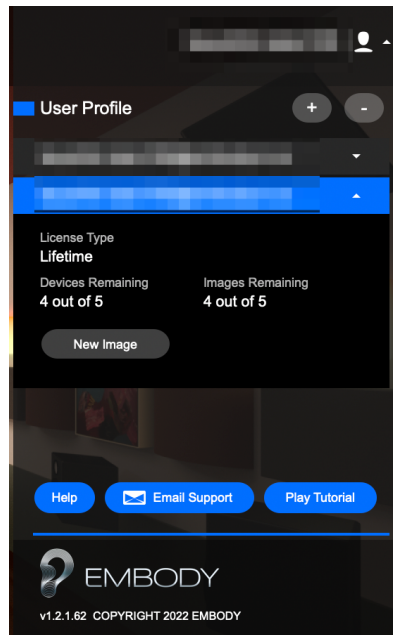 User Profile
+ -
License Type
Lifetime
Devices Remaining Images Remaining
4 out of 5 4 out of 5
New Image
Help Email Support Play Tutorial
EMBODY
v1.2.1.62 COPYRIGHT 2022 EMBODY